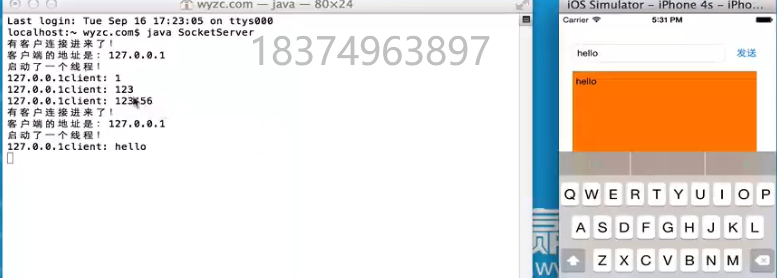 wyzc.com — java — 80×24
Last login: Tue Sep 16 17:23:05 on ttys000
localhost:~ wyzc.com$ java SocketServer
有客户连接进来了!
客户端的地址是: 127.0.0.1
启动了一个线程!
127.0.0.1client: 1
127.0.0.1client: 123
127.0.0.1client: 123456
有客户连接进来了!
客户端的地址是: 127.0.0.1
启动了一个线程!
127.0.0.1client: hello
18374963897
iOS Simulator - iPhone 4s - iPho...
Carrier 5:31 PM
hello 发送
hello
Q W E R T Y U I O P
A S D F G H J K L
Z X C V B N M